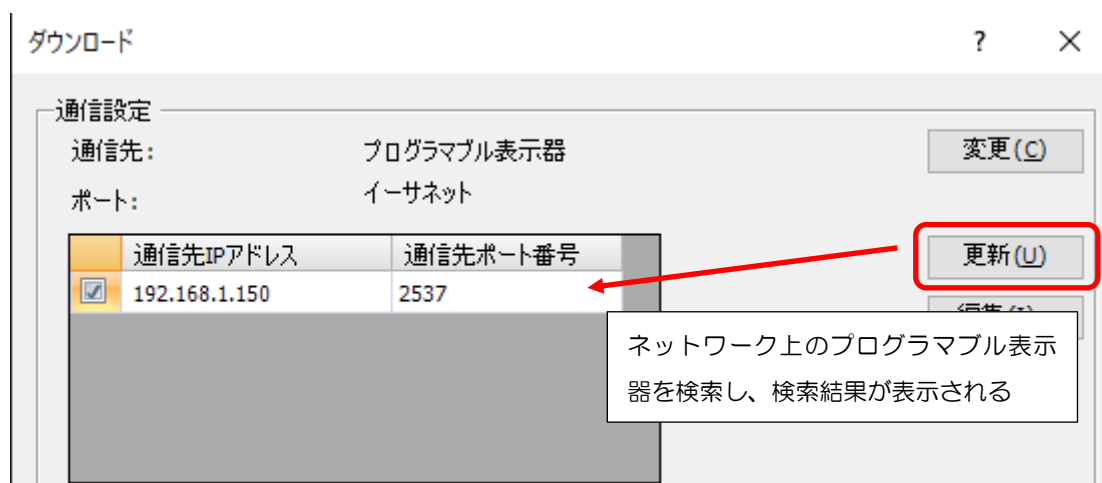 ダウンロード ? ×
通信設定
通信先: プログラマブル表示器 変更(C)
ポート: イーサネット
通信先IPアドレス 通信先ポート番号 更新(U)
192.168.1.150 2537
ネットワーク上のプログラマブル表示
器を検索し、検索結果が表示される